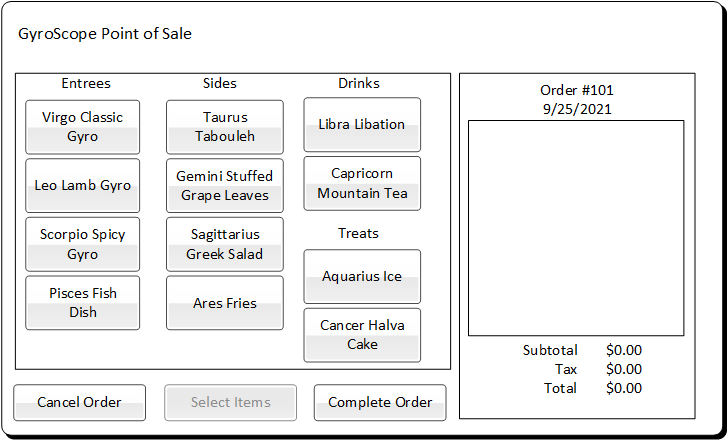 GyroScope Point of Sale
Entrees
Virgo Classic
Gyro
Leo Lamb Gyro
Scorpio Spicy
Gyro
Pisces Fish
Dish
Sides
Taurus
Tabouleh
Gemini Stuffed
Grape Leaves
Sagittarius
Greek Salad
Ares Fries
Drinks
Libra Libation
Capricorn
Mountain Tea
Treats
Aquarius Ice
Cancer Halva
Cake
Order #101
9/25/2021
Subtotal $0.00
Tax $0.00
Total $0.00
Cancel Order
Select Items
Complete Order